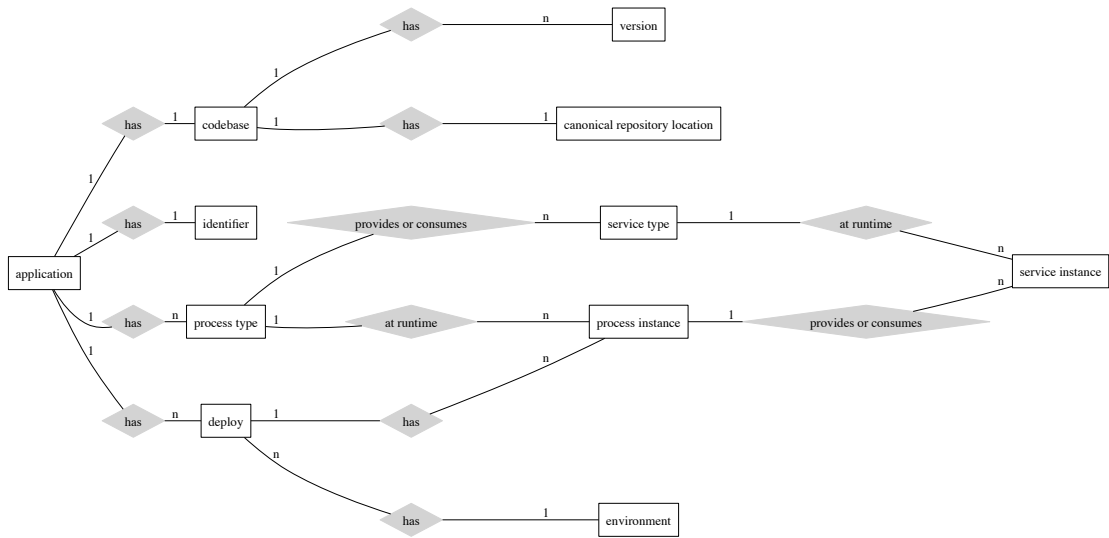 has
n
version
1
has
1
codebase
1
has
1
canonical repository location
1
has
1
identifier
provides or consumes
n
service type
1
at runtime
1
n
application
1
service instance
n
1
has
n
process type
1
at runtime
n
process instance
1
provides or consumes
1
n
has
n
deploy
1
has
n
has
1
environment